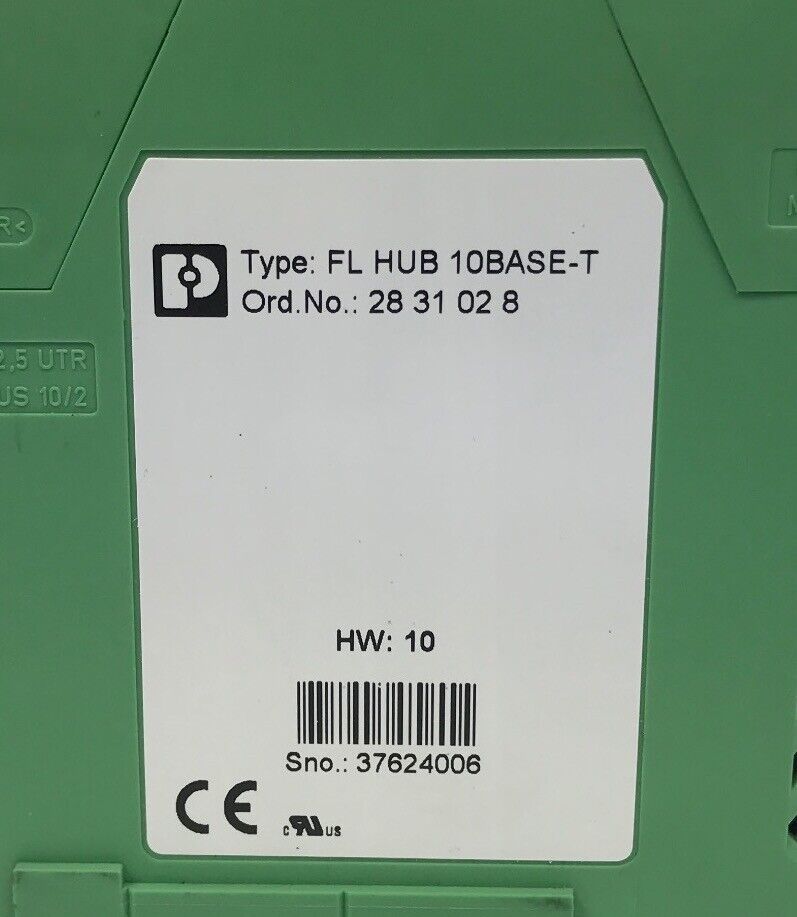 Type: FL HUB 10BASE-T
Ord.No.: 28 31 02 8
R<
2,5 UTR
US 10/2
HW: 10
Sno.: 37624006
CE
c RU US